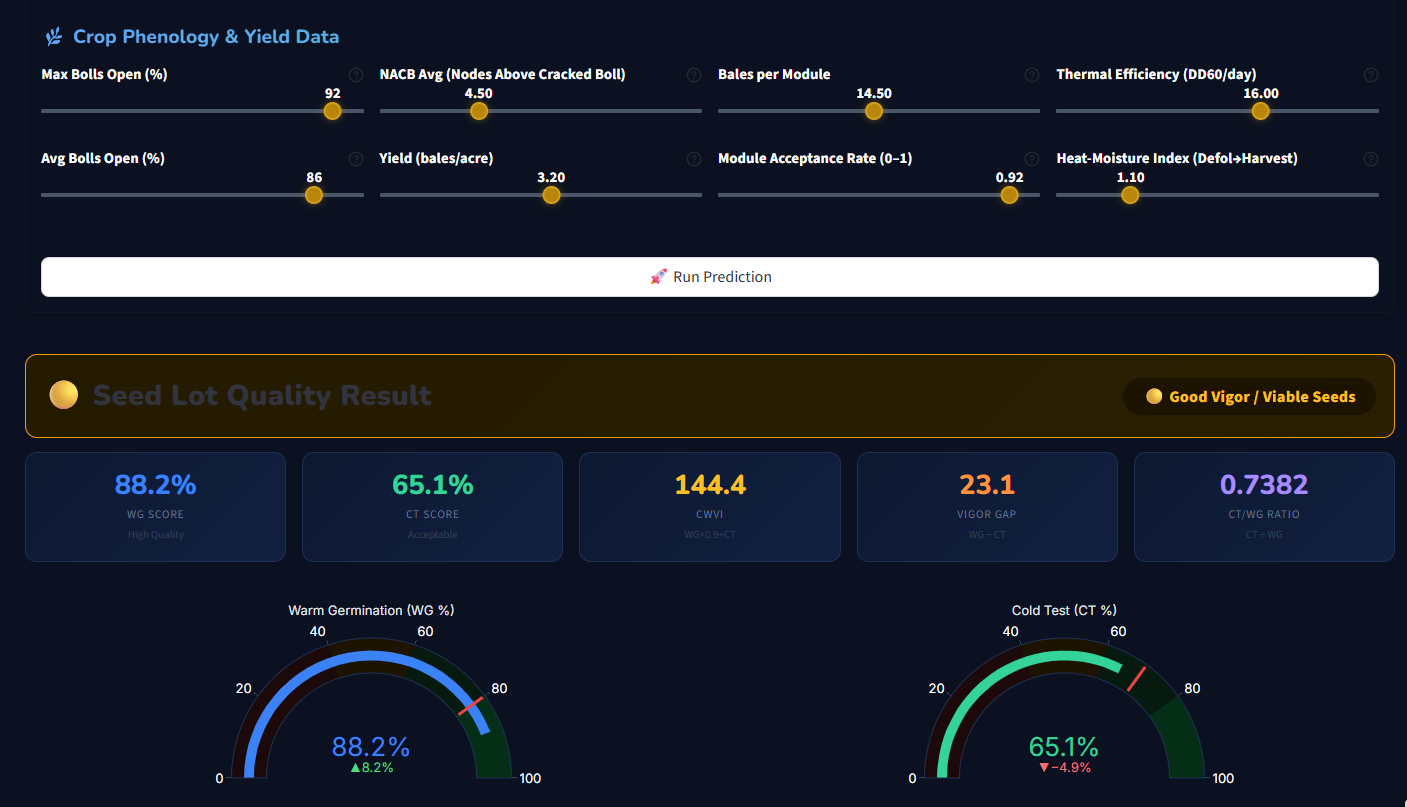 Crop Phenology & Yield Data
Max Bolls Open (%)
92
NACB Avg (Nodes Above Cracked Boll)
4.50
Bales per Module
14.50
Thermal Efficiency (DD60/day)
16.00
Avg Bolls Open (%)
86
Yield (bales/acre)
3.20
Module Acceptance Rate (0–1)
0.92
Heat-Moisture Index (Defol→Harvest)
1.10
🚀 Run Prediction
Seed Lot Quality Result
Good Vigor / Viable Seeds
88.2%
WG SCORE
High Quality
65.1%
CT SCORE
Acceptable
144.4
CWVI
WG×0.9+CT
23.1
VIGOR GAP
WG − CT
0.7382
CT/WG RATIO
CT ÷ WG
Warm Germination (WG %)
0
20
40
60
80
100
88.2%
▲8.2%
Cold Test (CT %)
0
20
40
60
80
100
65.1%
▼−4.9%